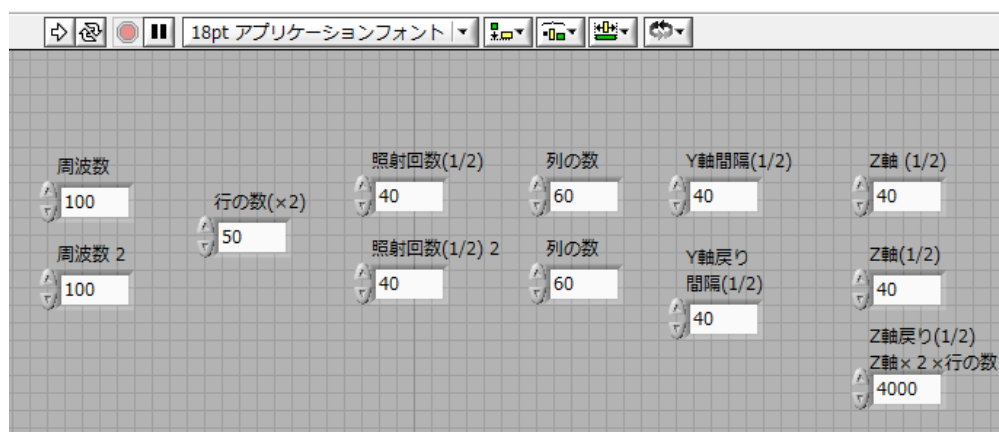 18pt アプリケーションフォント
周波数
100
周波数 2
100
行の数(×2)
50
照射回数(1/2)
40
照射回数(1/2) 2
40
列の数
60
列の数
60
Y軸間隔(1/2)
40
Y軸戻り
間隔(1/2)
40
Z軸 (1/2)
40
Z軸(1/2)
40
Z軸戻り(1/2)
Z軸×２×行の数
4000